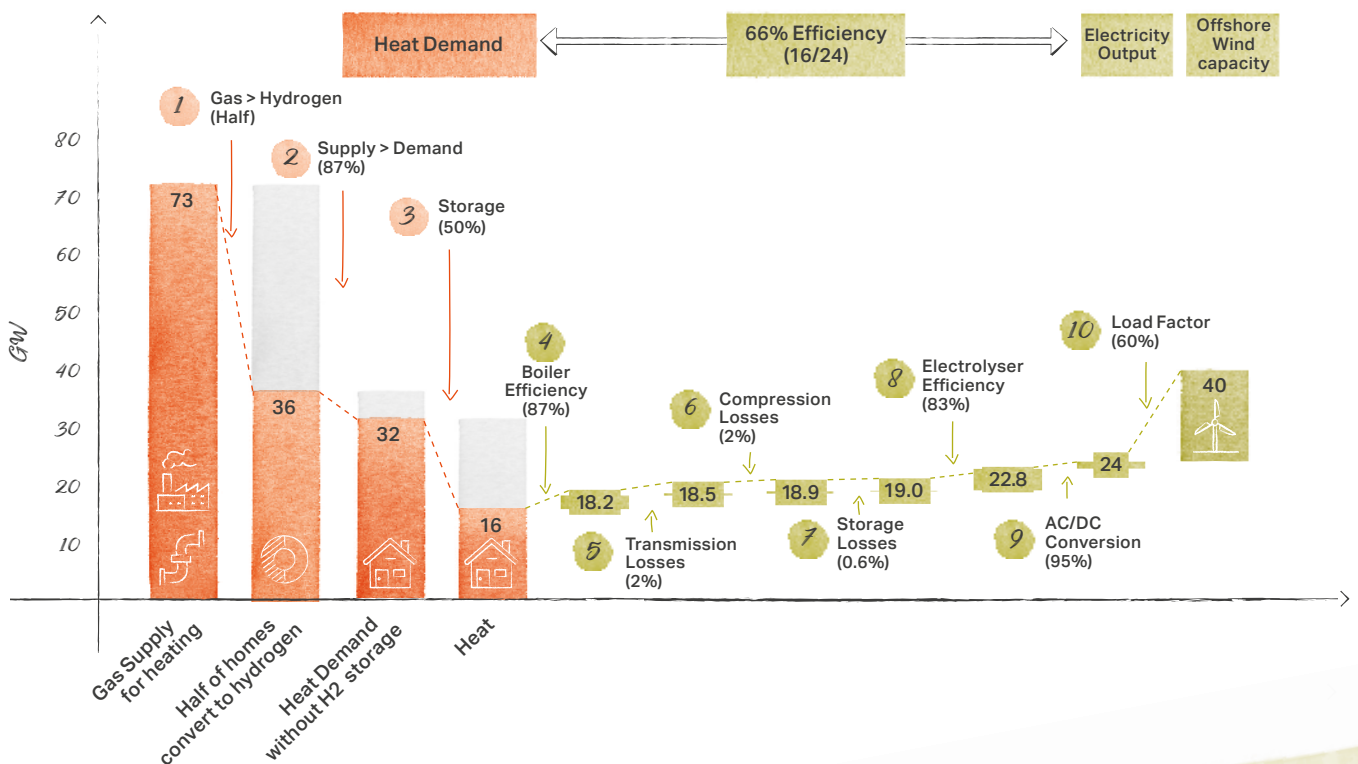 Heat Demand
66% Efficiency
(16/24)
Electricity
Output
Offshore
Wind
capacity
1
Gas > Hydrogen
(Half)
2
Supply > Demand
(87%)
3
Storage
(50%)
4
Boiler
Efficiency
(87%)
5
Transmission
Losses
(2%)
6
Compression
Losses
(2%)
7
Storage
Losses
(0.6%)
8
Electrolyser
Efficiency
(83%)
9
AC/DC
Conversion
(95%)
10
Load Factor
(60%)
GW
80
70
60
50
40
30
20
10
73
36
32
16
18.2
18.5
18.9
19.0
22.8
24
40
Gas Supply
for heating
Half of homes
convert to hydrogen
Heat Demand
without H2 storage
Heat